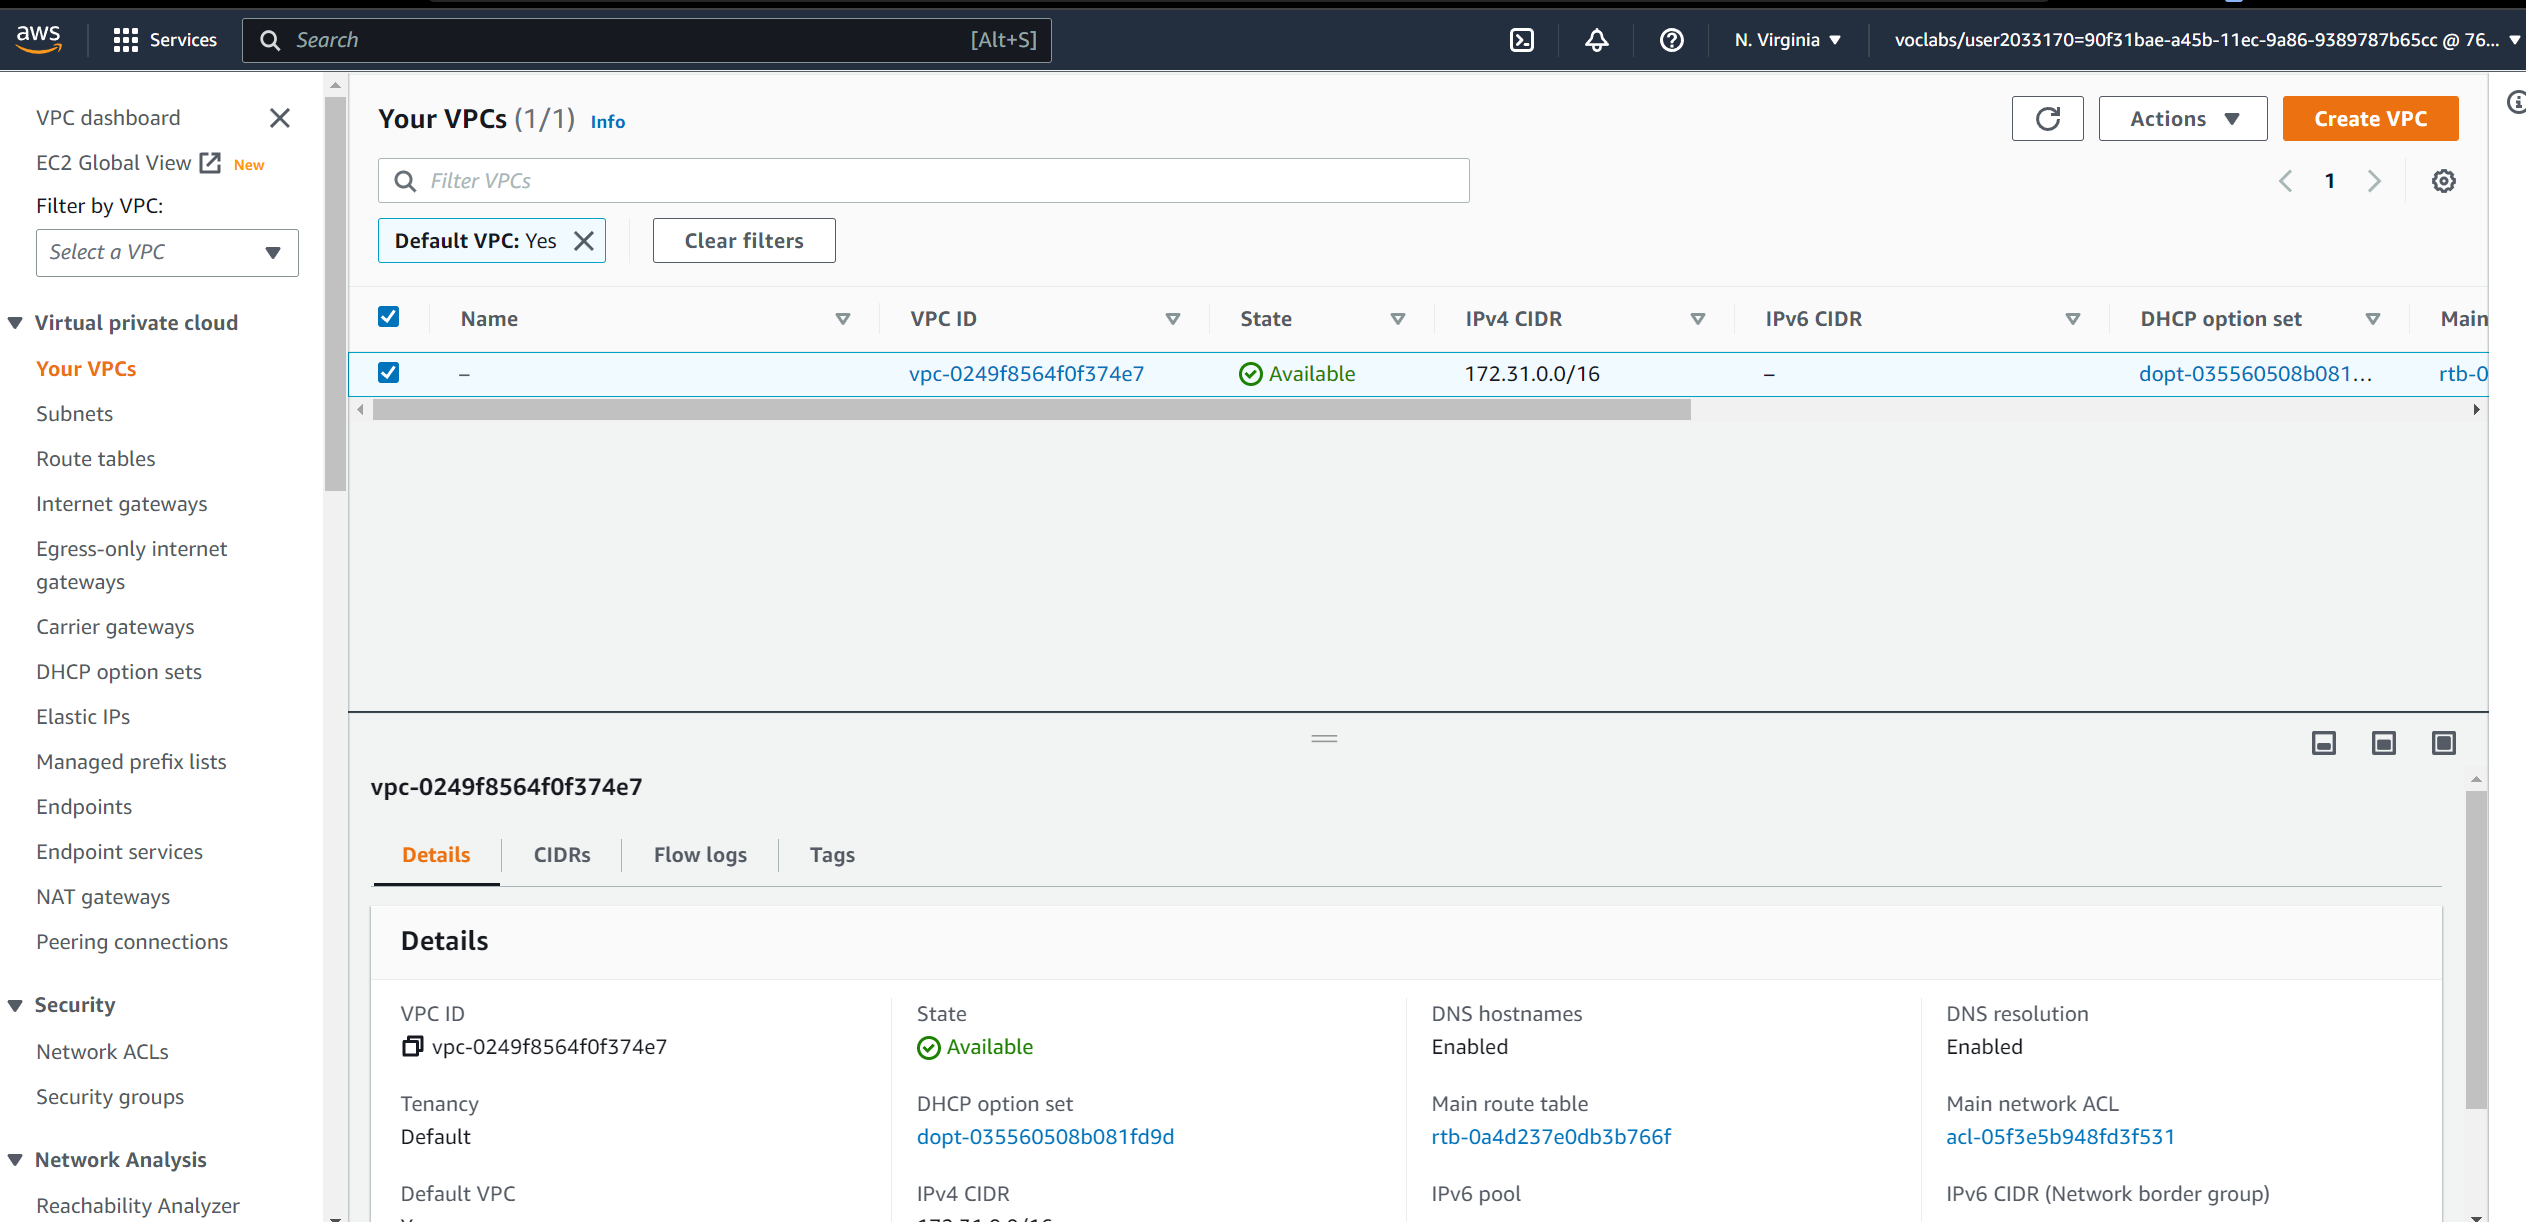 aws
Services
Search
[Alt+S]
N. Virginia
voclabs/user2033170=90f31bae-a45b-11ec-9a86-9389787b65cc @ 76...
VPC dashboard
EC2 Global View New
Filter by VPC:
Select a VPC
Virtual private cloud
Your VPCs
Subnets
Route tables
Internet gateways
Egress-only internet
gateways
Carrier gateways
DHCP option sets
Elastic IPs
Managed prefix lists
Endpoints
Endpoint services
NAT gateways
Peering connections
Security
Network ACLs
Security groups
Network Analysis
Reachability Analyzer
Your VPCs (1/1) Info
Actions
Create VPC
Filter VPCs
1
Default VPC: Yes
Clear filters
Name VPC ID State IPv4 CIDR IPv6 CIDR DHCP option set Main
– vpc-0249f8564f0f374e7 Available 172.31.0.0/16 – dopt-035560508b081... rtb-0
vpc-0249f8564f0f374e7
Details CIDRs Flow logs Tags
Details
VPC ID
vpc-0249f8564f0f374e7
State
Available
DNS hostnames
Enabled
DNS resolution
Enabled
Tenancy
Default
DHCP option set
dopt-035560508b081fd9d
Main route table
rtb-0a4d237e0db3b766f
Main network ACL
acl-05f3e5b948fd3f531
Default VPC
IPv4 CIDR
IPv6 pool
IPv6 CIDR (Network border group)